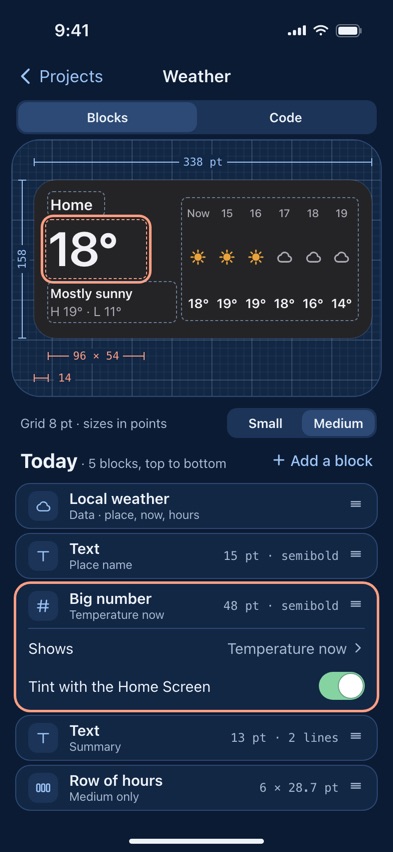 9:41
Projects
Weather
Blocks
Code
338 pt
158
Home
18°
Mostly sunny
H 19° · L 11°
Now 15 16 17 18 19
18° 19° 19° 18° 16° 14°
96 × 54
14
Grid 8 pt · sizes in points
Small
Medium
Today · 5 blocks, top to bottom
+ Add a block
Local weather
Data · place, now, hours
Text
Place name
15 pt · semibold
Big number
Temperature now
48 pt · semibold
Shows
Temperature now
Tint with the Home Screen
Text
Summary
13 pt · 2 lines
Row of hours
Medium only
6 × 28.7 pt